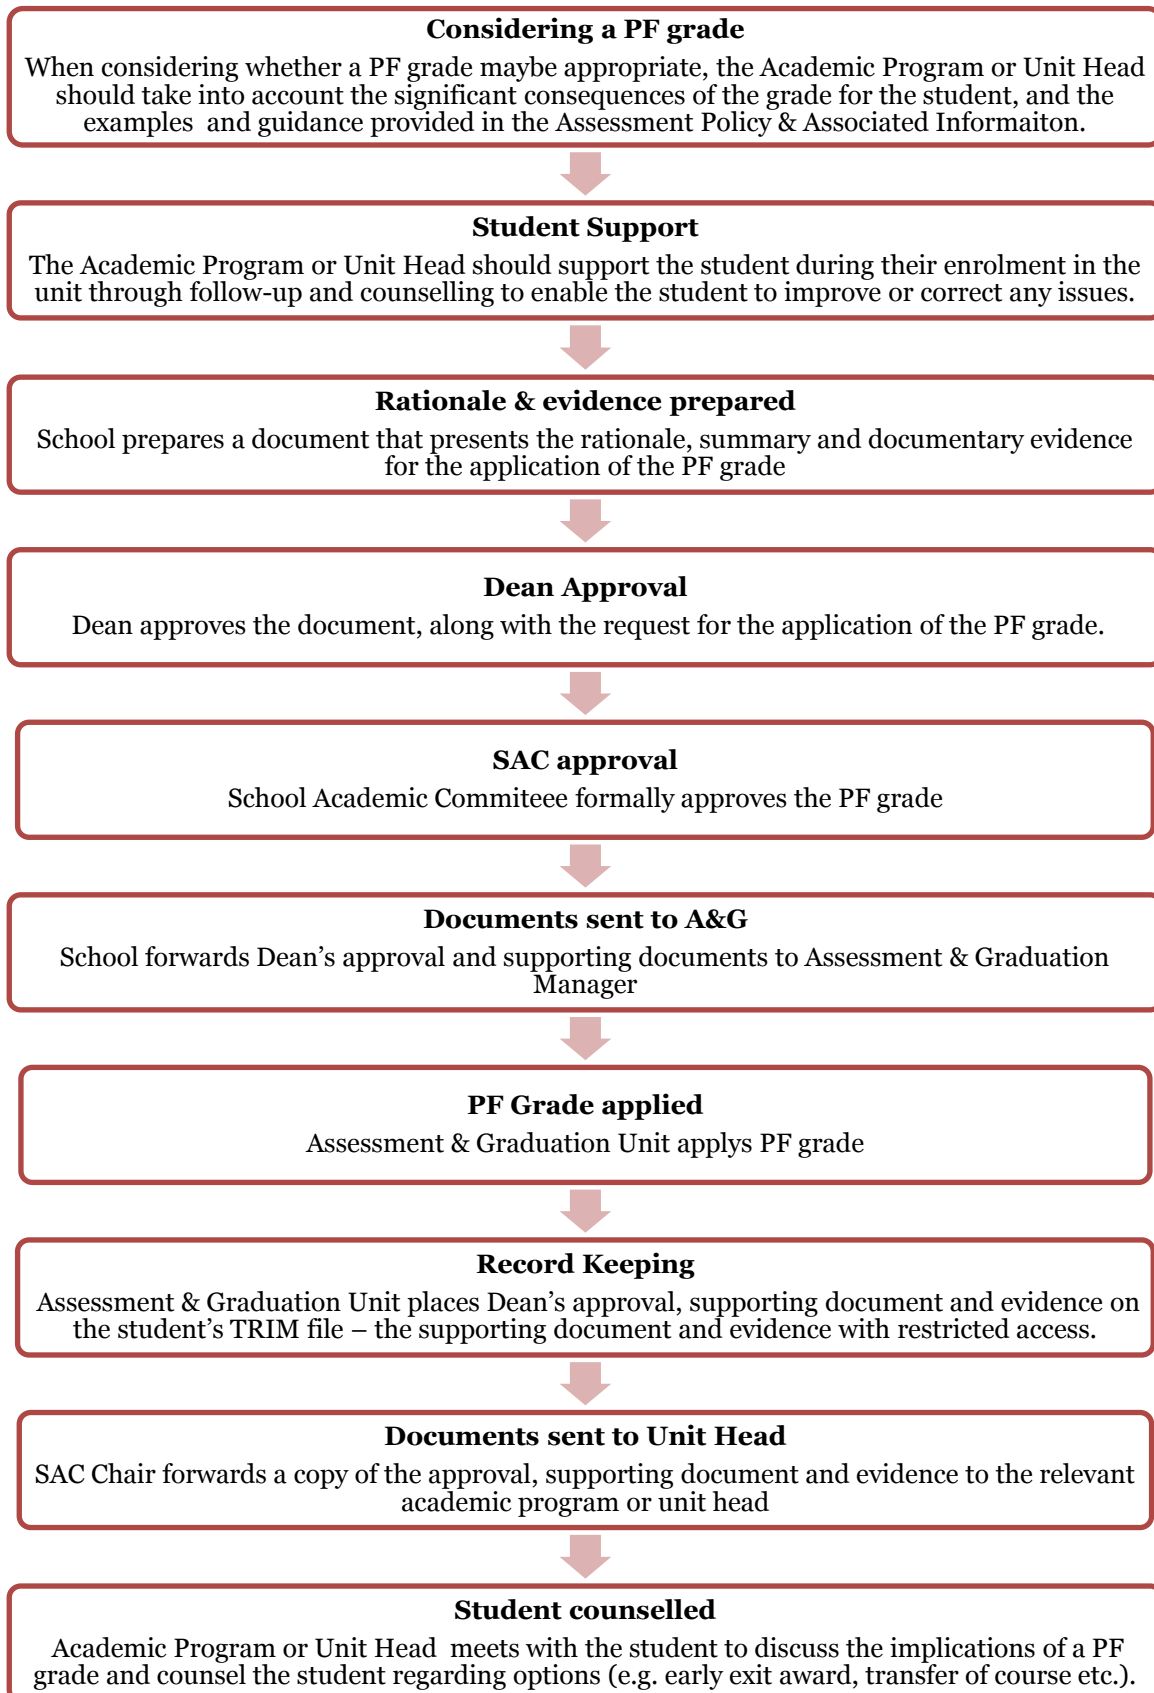 Considering a PF grade
When considering whether a PF grade maybe appropriate, the Academic Program or Unit Head
should take into account the significant consequences of the grade for the student, and the
examples  and guidance provided in the Assessment Policy & Associated Informaiton.
Student Support
The Academic Program or Unit Head should support the student during their enrolment in the
unit through follow-up and counselling to enable the student to improve or correct any issues.
Rationale & evidence prepared
School prepares a document that presents the rationale, summary and documentary evidence
for the application of the PF grade
Dean Approval
Dean approves the document, along with the request for the application of the PF grade.
SAC approval
School Academic Commiteee formally approves the PF grade
Documents sent to A&G
School forwards Dean’s approval and supporting documents to Assessment & Graduation
Manager
PF Grade applied
Assessment & Graduation Unit applys PF grade
Record Keeping
Assessment & Graduation Unit places Dean’s approval, supporting document and evidence on
the student’s TRIM file – the supporting document and evidence with restricted access.
Documents sent to Unit Head
SAC Chair forwards a copy of the approval, supporting document and evidence to the relevant
academic program or unit head
Student counselled
Academic Program or Unit Head  meets with the student to discuss the implications of a PF
grade and counsel the student regarding options (e.g. early exit award, transfer of course etc.).